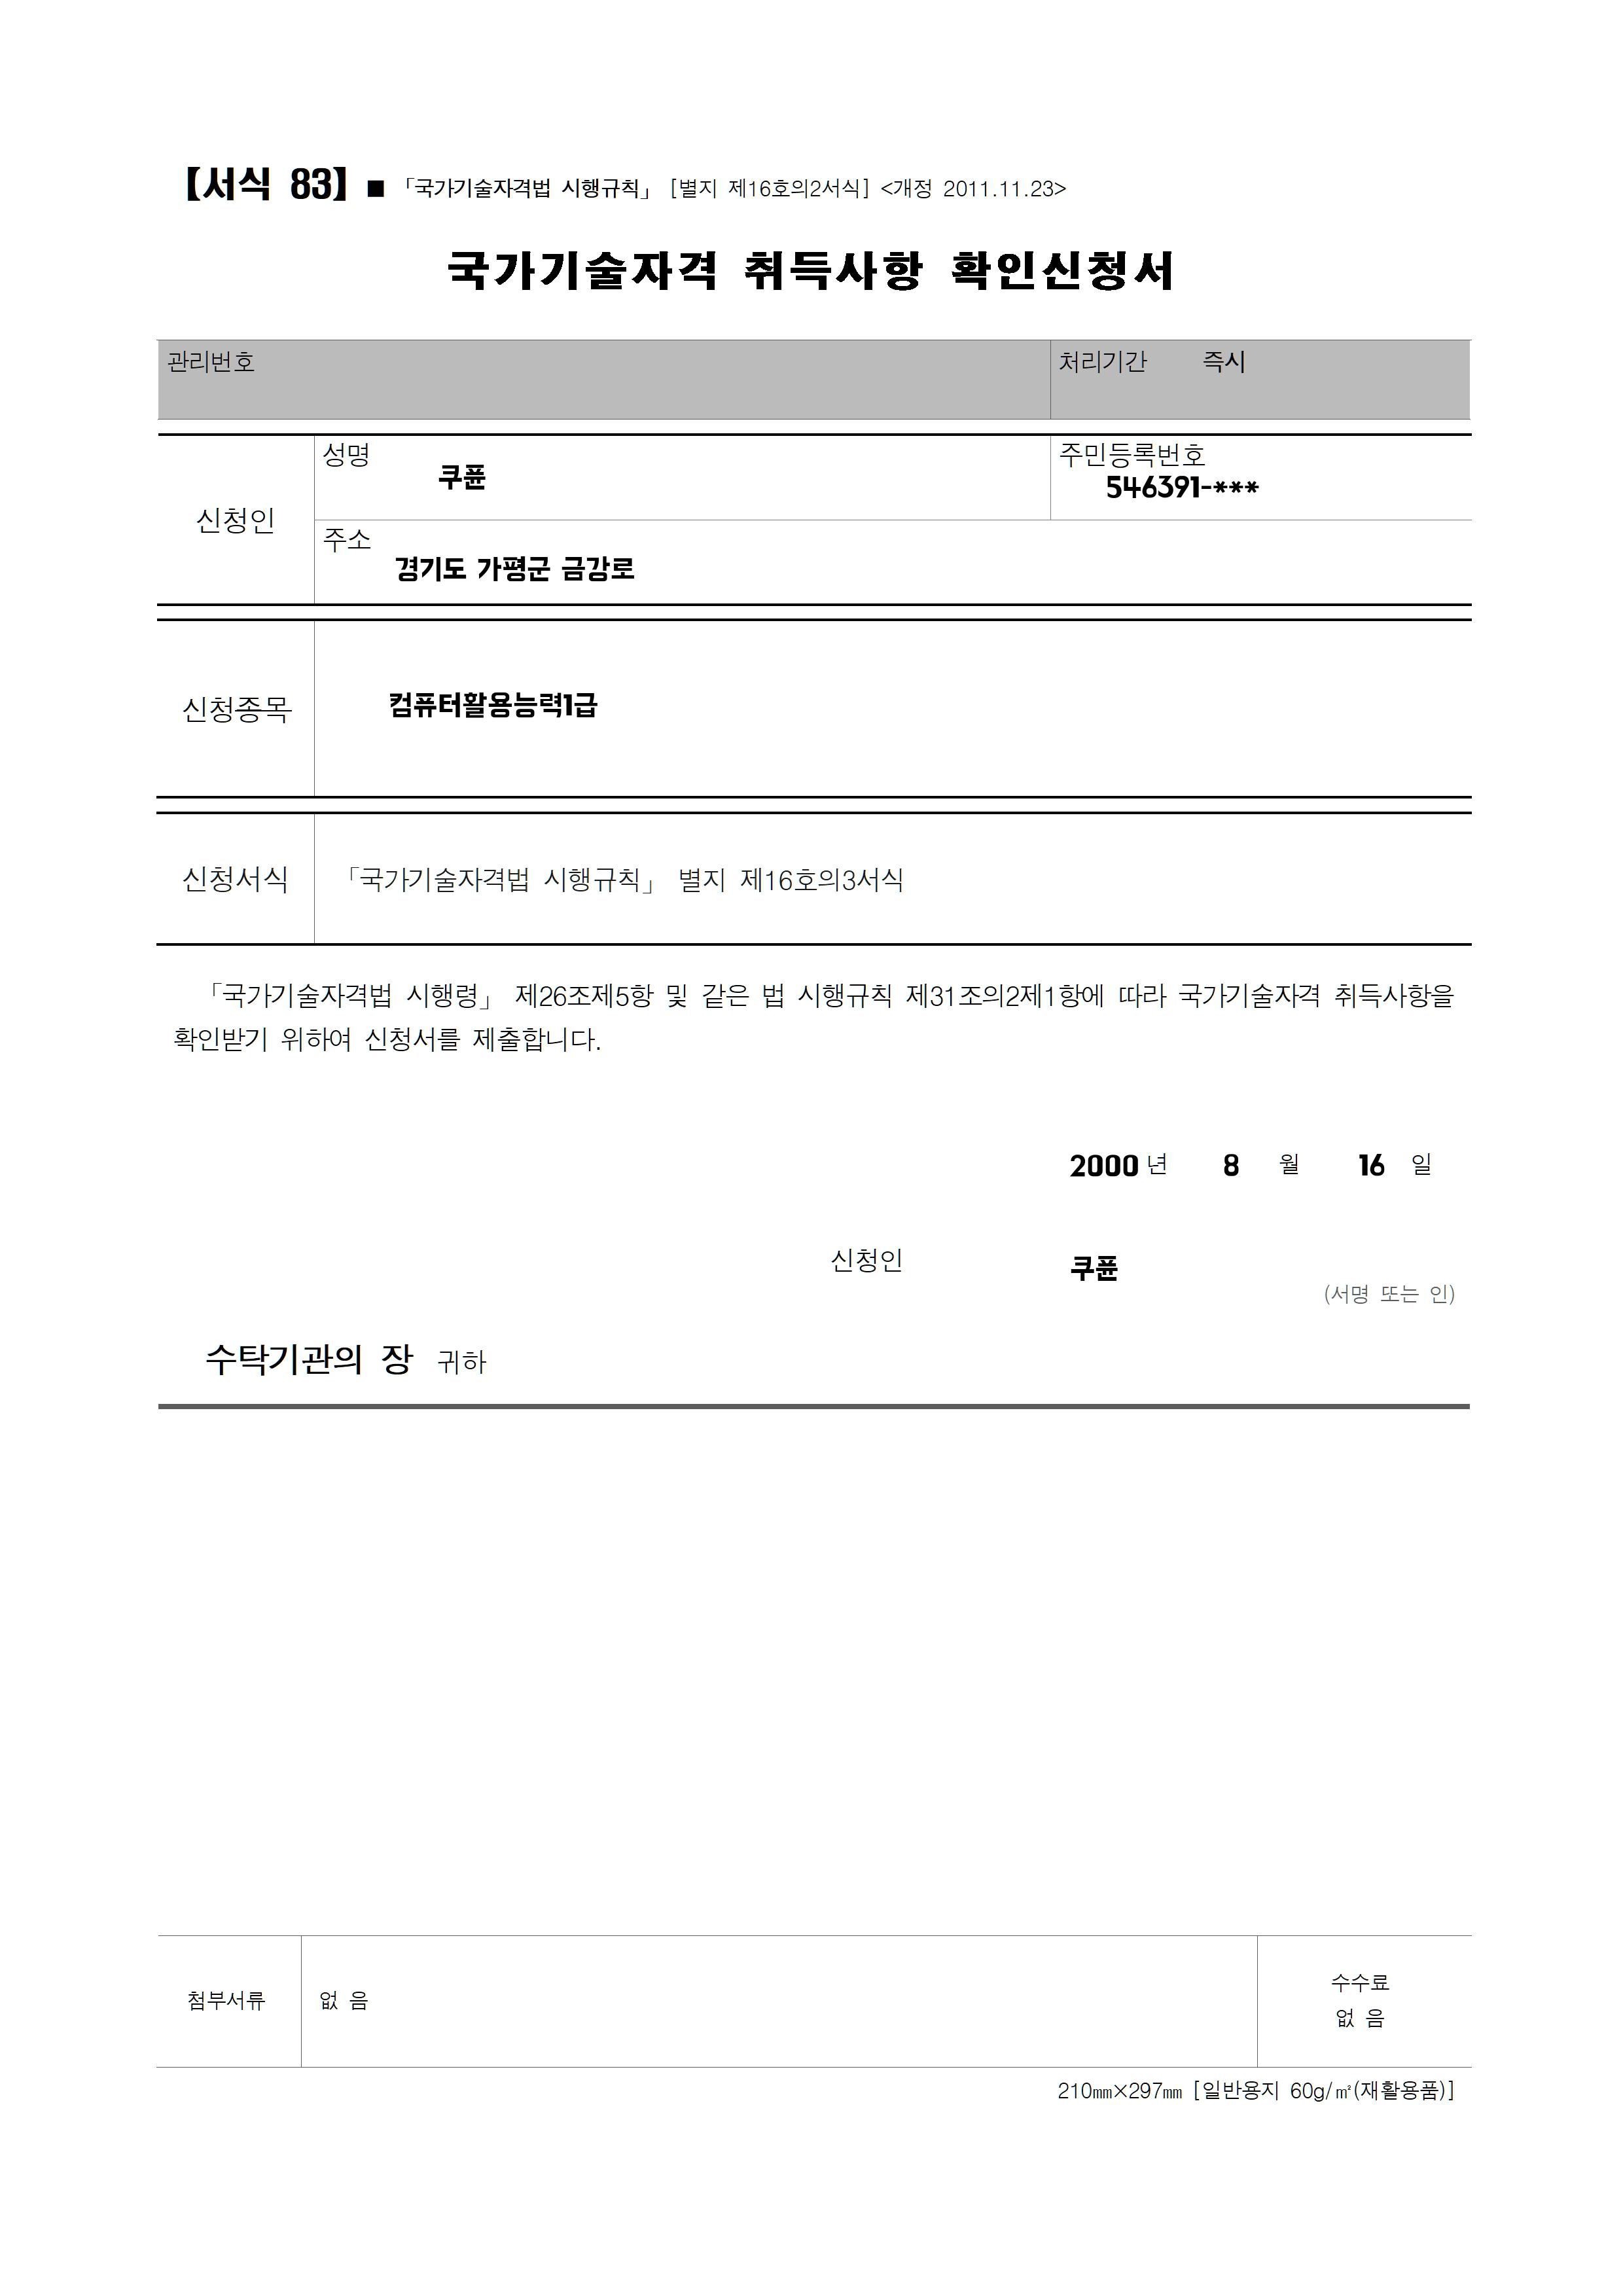 【서식 83】 ■ 「국가기술자격법 시행규칙」 [별지 제16호의2서식] <개정 2011.11.23>
국가기술자격 취득사항 확인신청서
관리번호 처리기간 즉시
성명 주민등록번호
쿠퓬 546391-***
신청인
주소
경기도 가평군 금강로
신청종목 컴퓨터활용능력1급
신청서식 「국가기술자격법 시행규칙」 별지 제16호의3서식
「국가기술자격법 시행령」 제26조제5항 및 같은 법 시행규칙 제31조의2제1항에 따라 국가기술자격 취득사항을
확인받기 위하여 신청서를 제출합니다.
2000 년 8 월 16 일
신청인 쿠퓬
(서명 또는 인)
수탁기관의 장 귀하
첨부서류 없 음 수수료
없 음
210㎜×297㎜ [일반용지 60g/㎡(재활용품)]